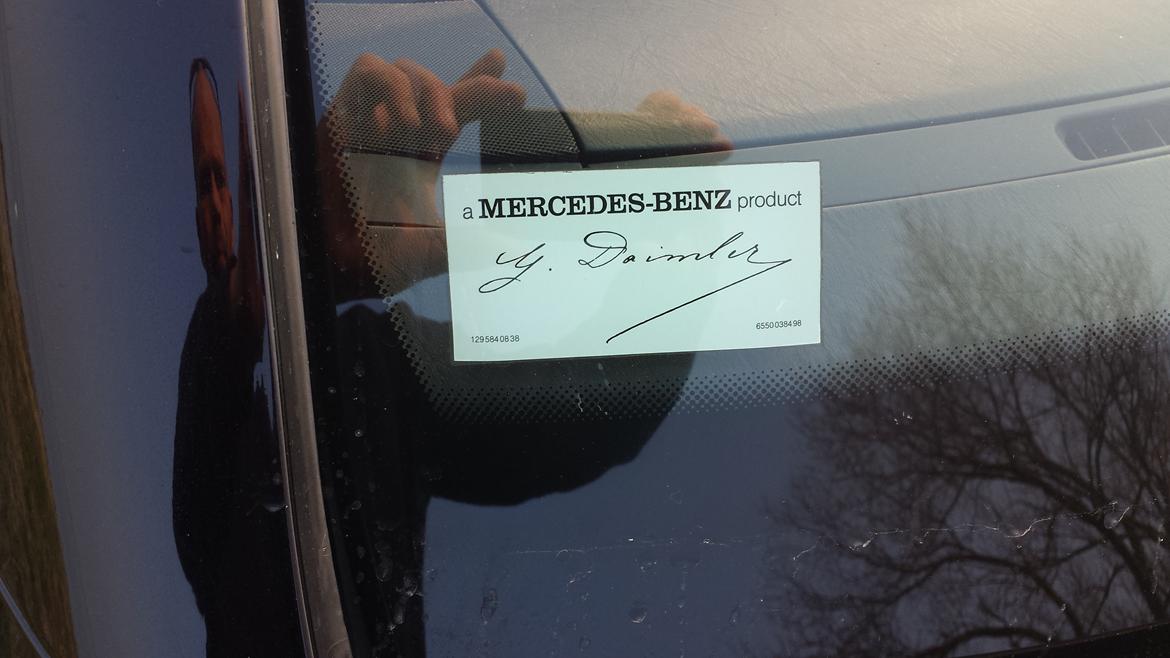 a MERCEDES-BENZ product
G. Daimler
1295840838
6550038498